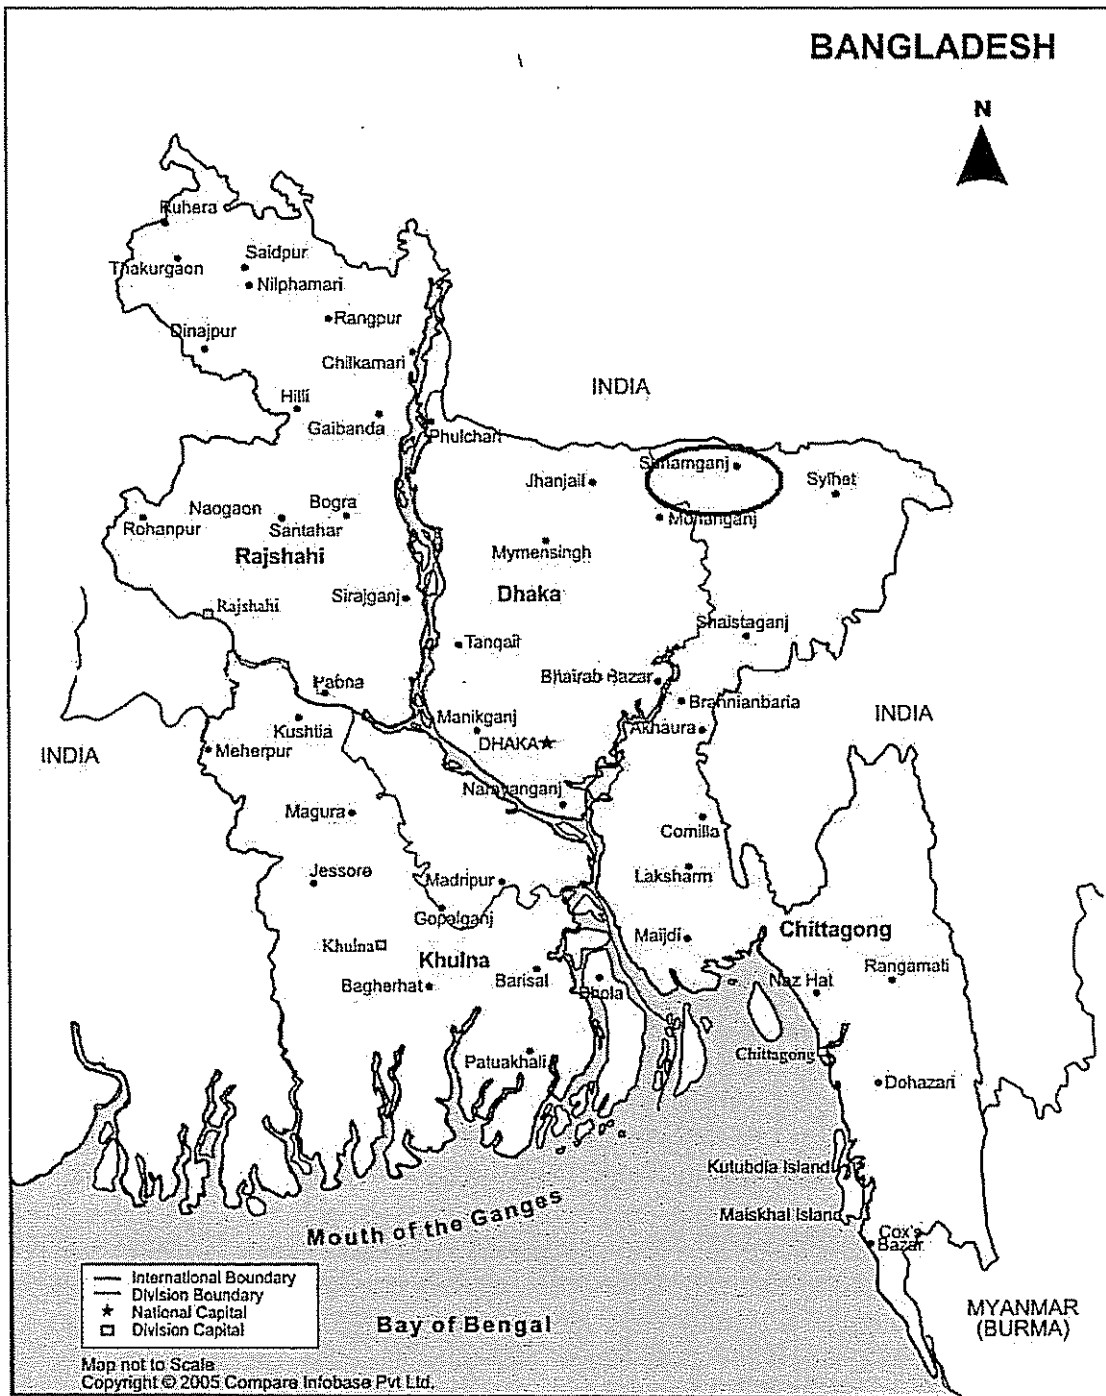 BANGLADESH
N
Ruhera
Saidpur
Thakurgaon
Nilphamari
Rangpur
Dinajpur
Chilkamari
INDIA
Hilli
Gaibanda
Phulchari
Sunamganj
Jhanjail
Sylhet
Naogaon
Bogra
Rohanpur
Santahar
Mohanganj
Mymensingh
Rajshahi
Dhaka
Sirajganj
Rajshahi
Shaistaganj
Tangail
Bhairab Bazar
Pabna
Brahnianbaria
Manikganj
Kushtia
INDIA
Akhaura
DHAKA
INDIA
Meherpur
Narayanganj
Magura
Comilla
Laksharm
Jessore
Madripur
Gopalganj
Chittagong
Maijdi
Khulna
Khulna
Rangamati
Barisal
Naz Hat
Bagherhat
Bhola
Chittagong
Patuakhali
Dohazari
Kutubdia Island
Mouth of the Ganges
Maiskhal Island
Cox's
Bazar
International Boundary
Division Boundary
National Capital
Division Capital
MYANMAR
(BURMA)
Bay of Bengal
Map not to Scale
Copyright © 2005 Compare Infobase Pvt Ltd.